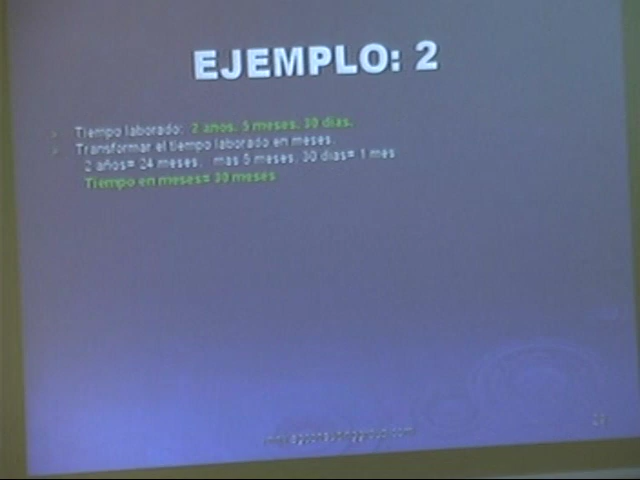 EJEMPLO: 2
Tiempo laborado: 2 años, 5 meses, 30 días.
Transformar el tiempo laborado en meses.
2 años= 24 meses, mas 5 meses, 30 días= 1 mes
Tiempo en meses= 30 meses